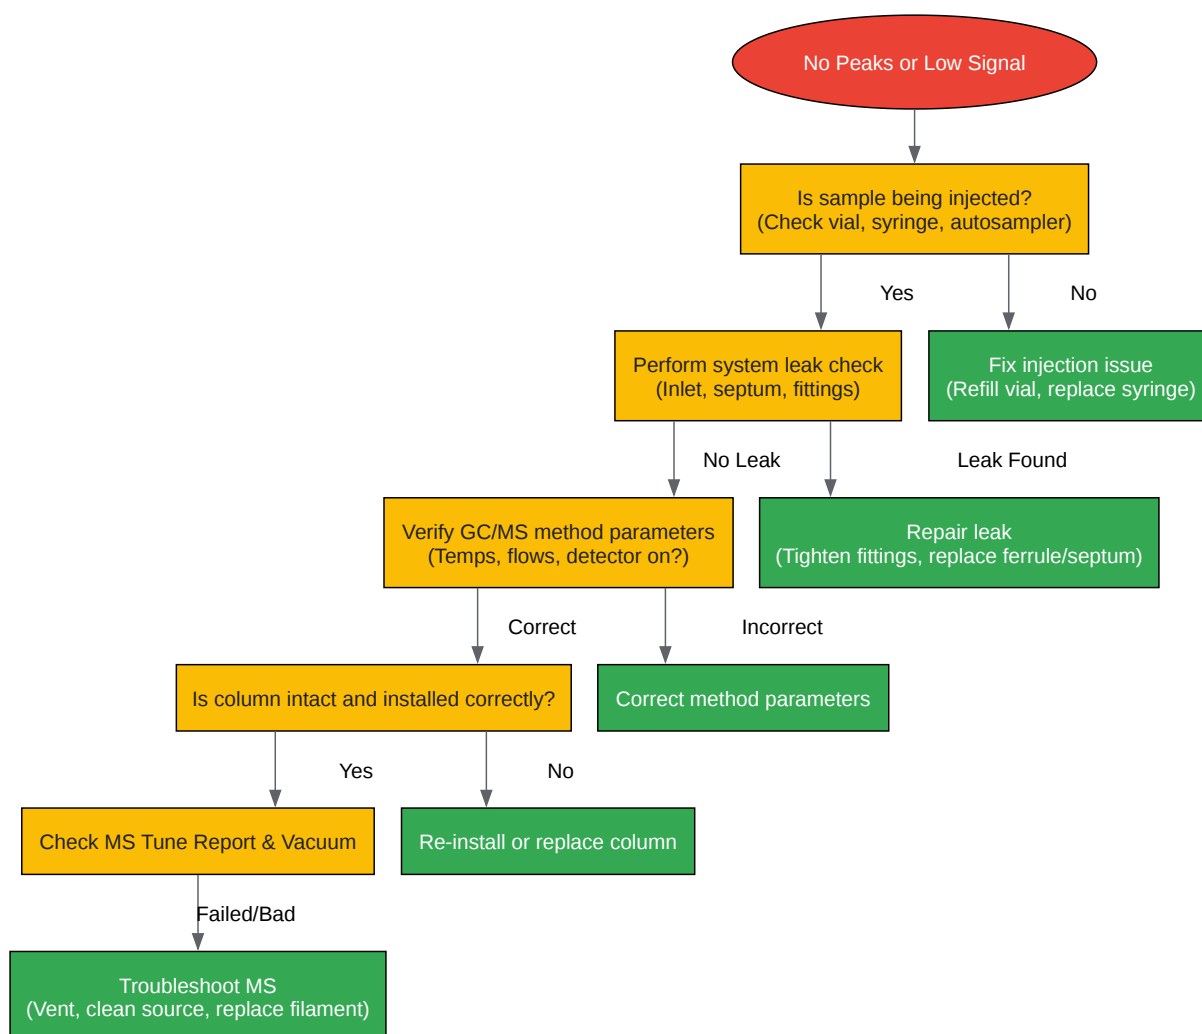 No Peaks or Low Signal
Is sample being injected?
(Check vial, syringe, autosampler)
Yes
No
Perform system leak check
(Inlet, septum, fittings)
Fix injection issue
(Refill vial, replace syringe)
No Leak
Leak Found
Verify GC/MS method parameters
(Temps, flows, detector on?)
Repair leak
(Tighten fittings, replace ferrule/septum)
Correct
Incorrect
Is column intact and installed correctly?
Correct method parameters
Yes
No
Check MS Tune Report & Vacuum
Re-install or replace column
Failed/Bad
Troubleshoot MS
(Vent, clean source, replace filament)